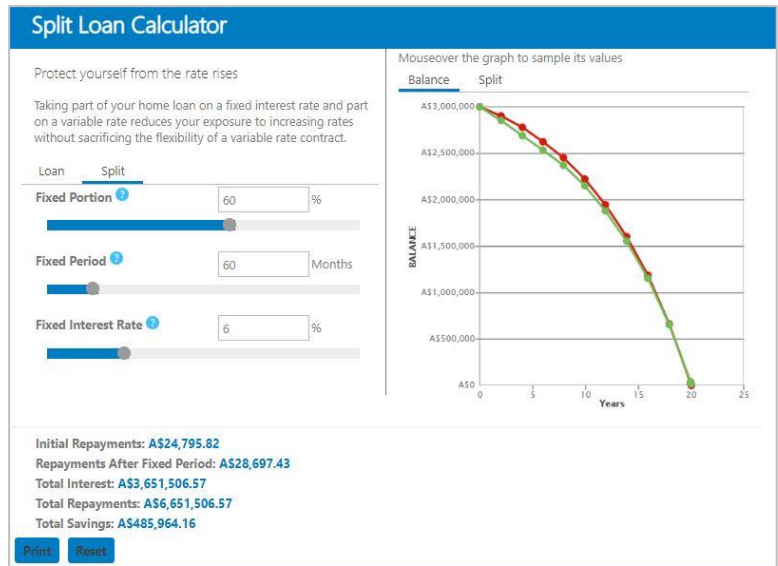 Split Loan Calculator
Protect yourself from the rate rises
Taking part of your home loan on a fixed interest rate and part
on a variable rate reduces your exposure to increasing rates
without sacrificing the flexibility of a variable rate contract.
Loan Split
Fixed Portion ? 60 %
Fixed Period ? 60 Months
Fixed Interest Rate ? 6 %
Mouseover the graph to sample its values
Balance Split
A$3,000,000
A$2,500,000
A$2,000,000
A$1,500,000
A$1,000,000
A$500,000
A$0
BALANCE
0 5 10 15 20 25
Years
Initial Repayments: A$24,795.82
Repayments After Fixed Period: A$28,697.43
Total Interest: A$3,651,506.57
Total Repayments: A$6,651,506.57
Total Savings: A$485,964.16
Print Reset